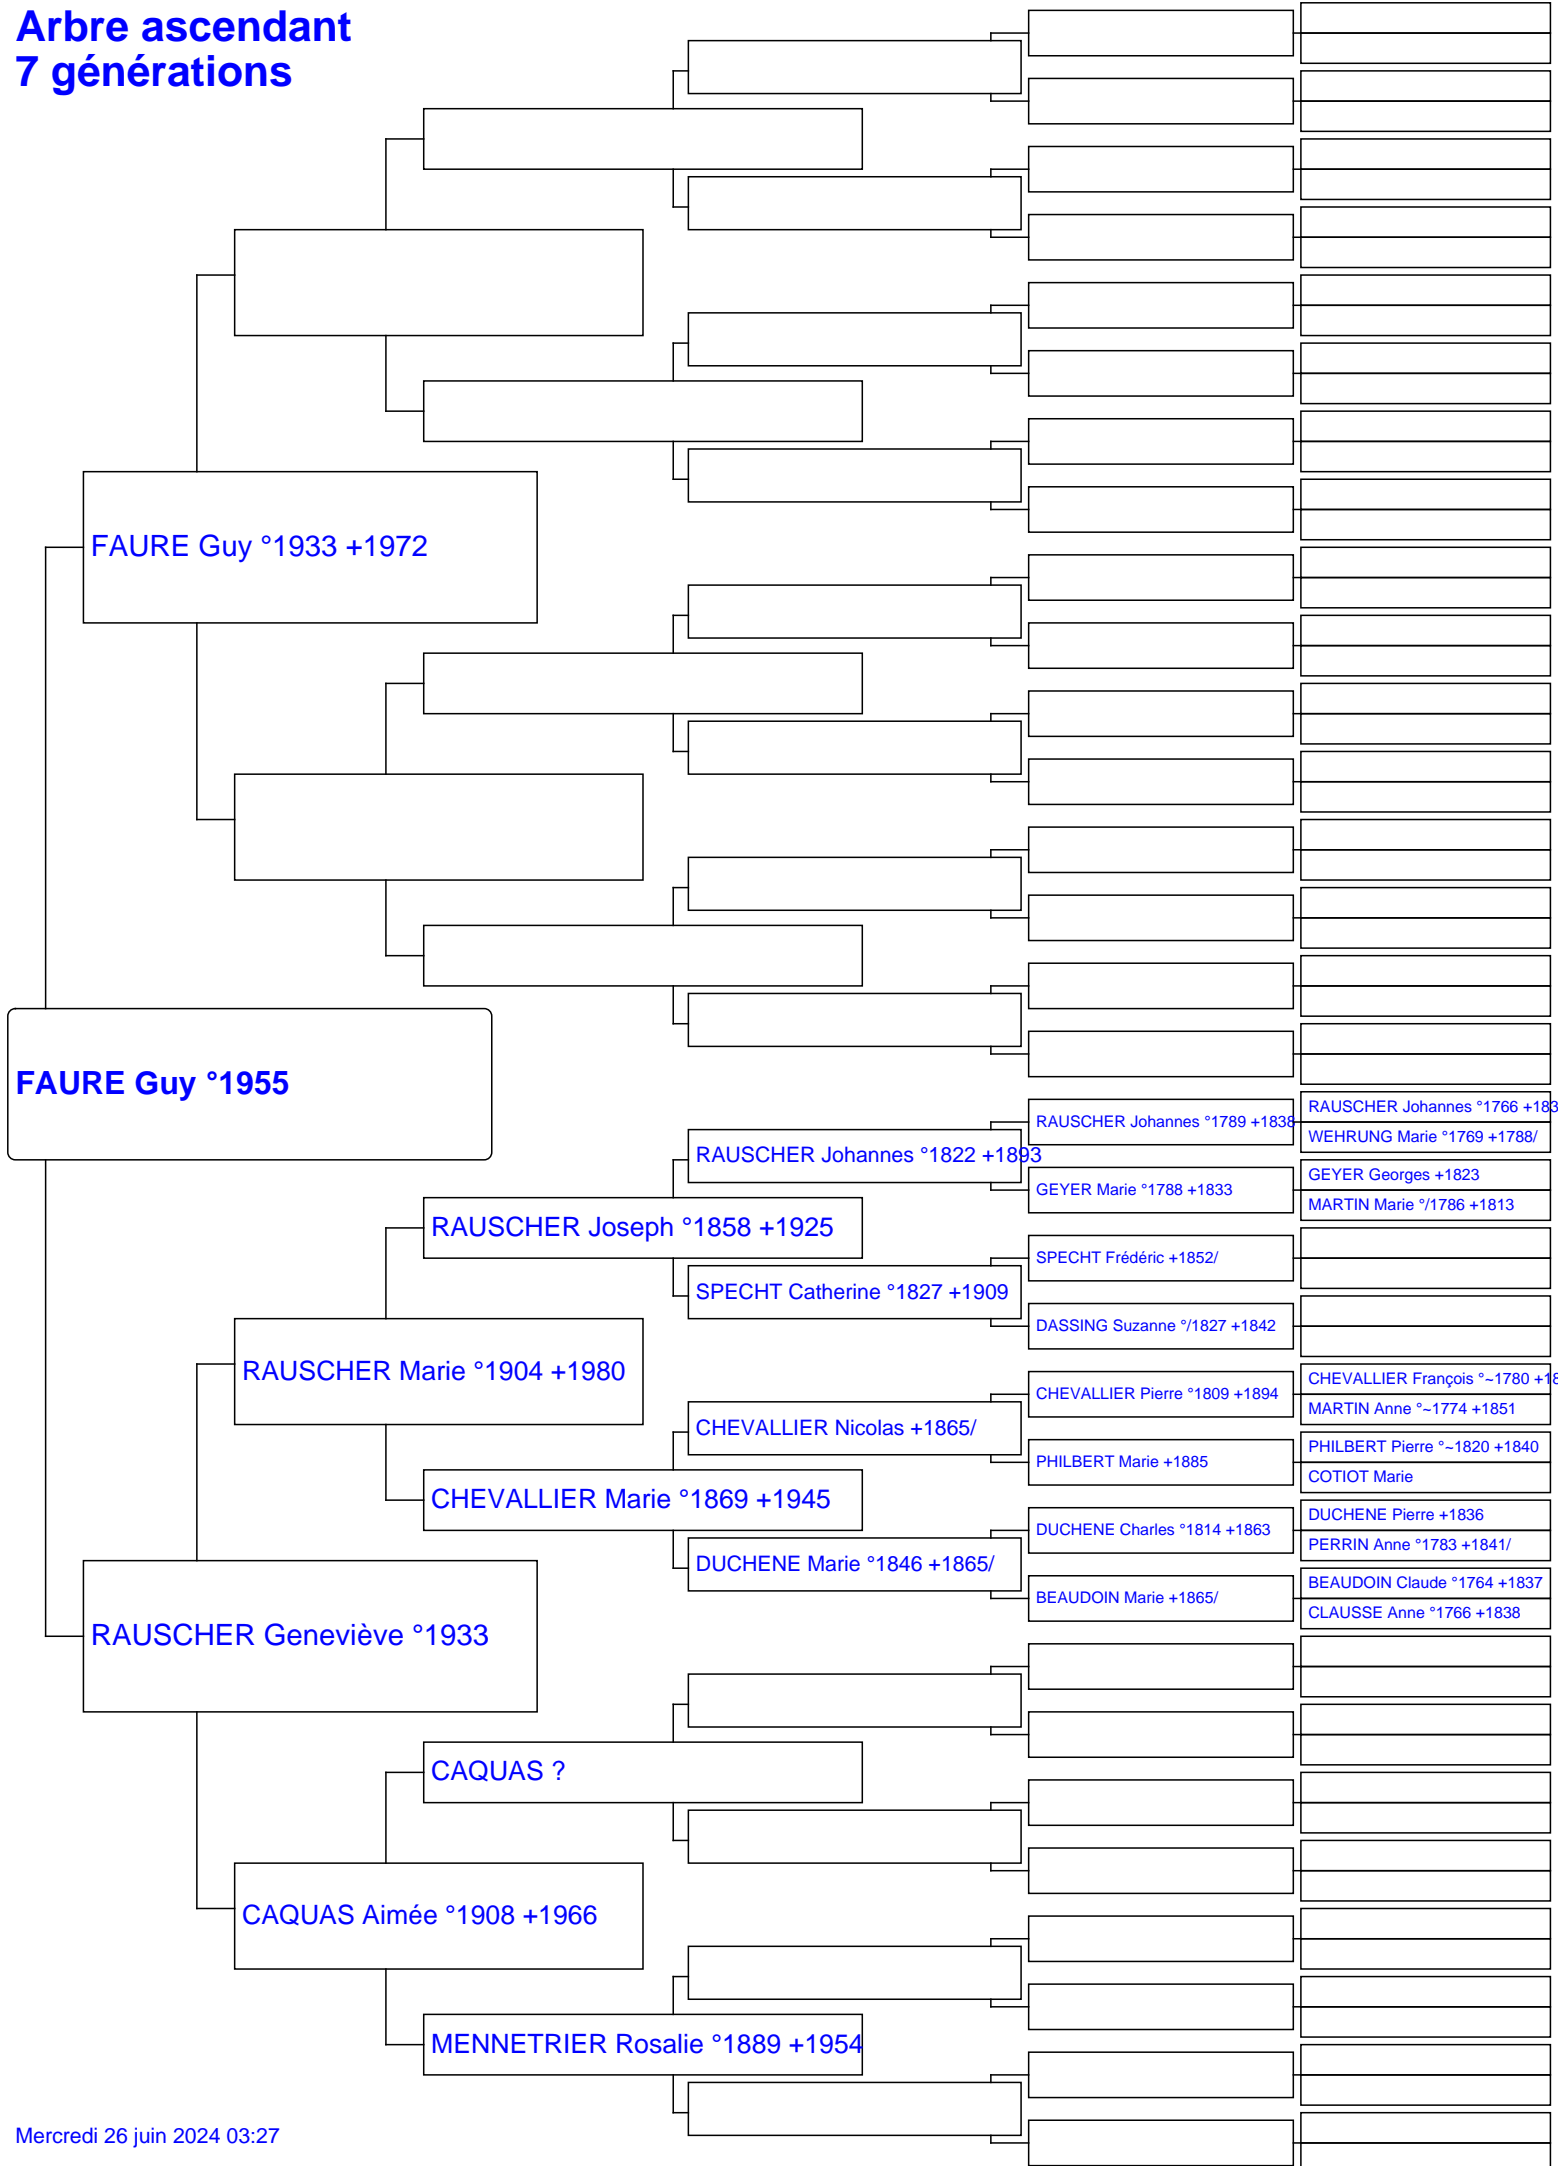 Arbre ascendant
7 générations
FAURE Guy °1933 +1972
FAURE Guy °1955
RAUSCHER Johannes °1766 +183
RAUSCHER Johannes °1789 +1838
WEHRUNG Marie °1769 +1788/
RAUSCHER Johannes °1822 +1893
GEYER Georges +1823
GEYER Marie °1788 +1833
MARTIN Marie °/1786 +1813
RAUSCHER Joseph °1858 +1925
SPECHT Frédéric +1852/
SPECHT Catherine °1827 +1909
DASSING Suzanne °/1827 +1842
RAUSCHER Marie °1904 +1980
CHEVALLIER François °~1780 +18
CHEVALLIER Pierre °1809 +1894
MARTIN Anne °~1774 +1851
CHEVALLIER Nicolas +1865/
PHILBERT Pierre °~1820 +1840
PHILBERT Marie +1885
COTIOT Marie
CHEVALLIER Marie °1869 +1945
DUCHENE Pierre +1836
DUCHENE Charles °1814 +1863
PERRIN Anne °1783 +1841/
DUCHENE Marie °1846 +1865/
BEAUDOIN Claude °1764 +1837
BEAUDOIN Marie +1865/
CLAUSSE Anne °1766 +1838
RAUSCHER Geneviève °1933
CAQUAS ?
CAQUAS Aimée °1908 +1966
MENNETRIER Rosalie °1889 +1954
Mercredi 26 juin 2024 03:27